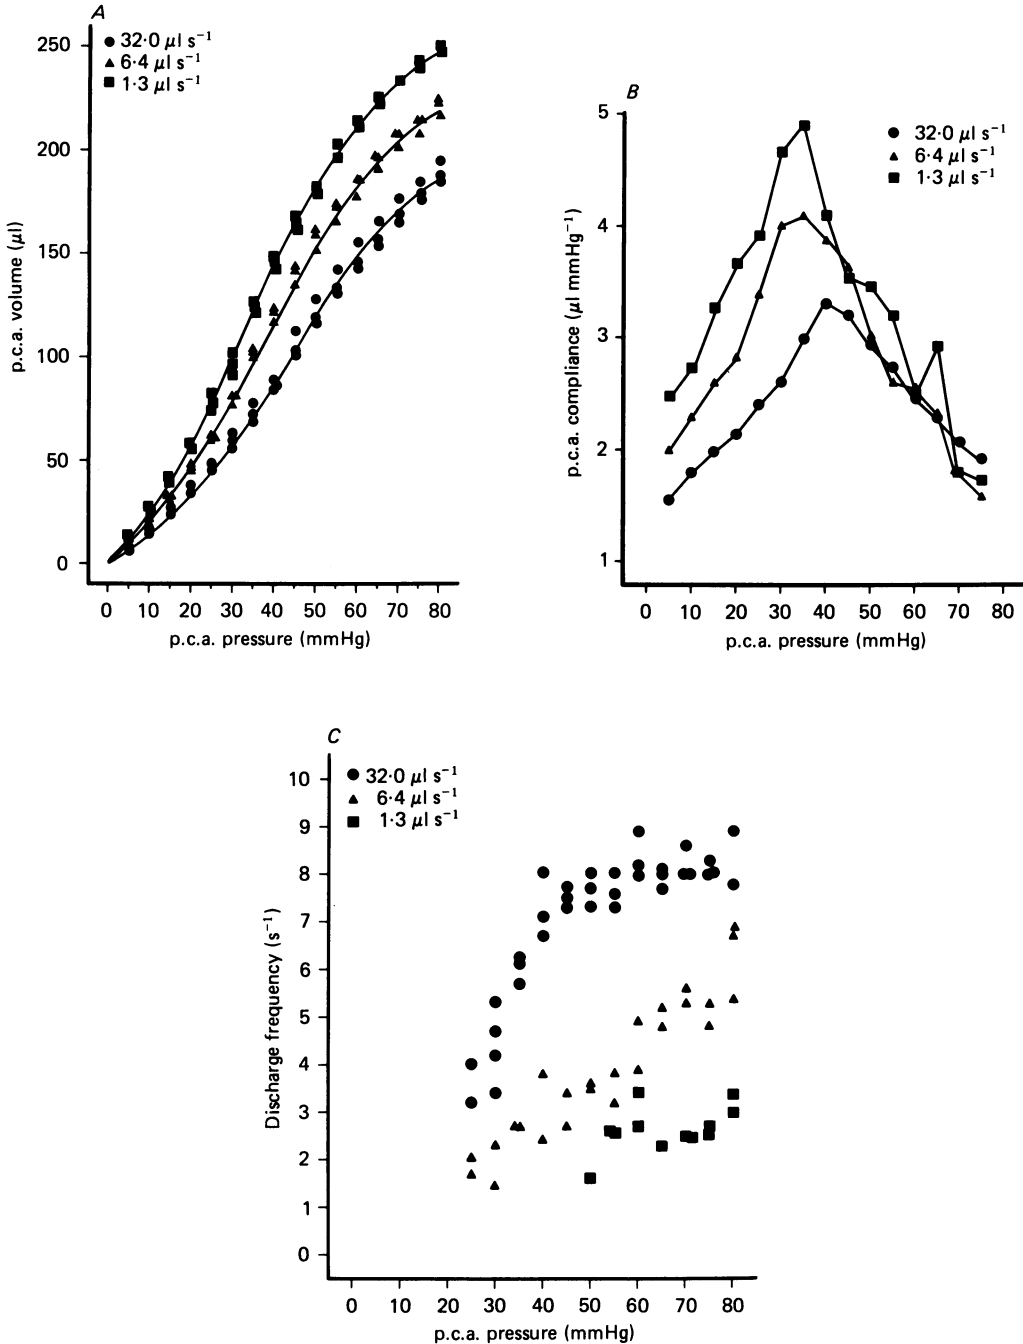 A
32·0 μl s⁻¹
6·4 μl s⁻¹
1·3 μl s⁻¹
250
200
150
100
50
0
p.c.a. volume (μl)
0 10 20 30 40 50 60 70 80
p.c.a. pressure (mmHg)
B
32·0 μl s⁻¹
6·4 μl s⁻¹
1·3 μl s⁻¹
5
4
3
2
1
p.c.a. compliance (μl mmHg⁻¹)
0 10 20 30 40 50 60 70 80
p.c.a. pressure (mmHg)
C
32·0 μl s⁻¹
6·4 μl s⁻¹
1·3 μl s⁻¹
10
9
8
7
6
5
4
3
2
1
0
Discharge frequency (s⁻¹)
0 10 20 30 40 50 60 70 80
p.c.a. pressure (mmHg)